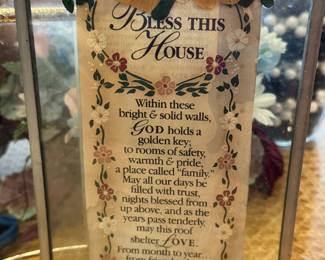 BLESS THIS
HOUSE
Within these
bright & solid walls,
GOD holds a
golden key;
to rooms of safety,
warmth & pride,
a place called "family."
May all our days be
filled with trust,
nights blessed from
up above, and as the
years pass tenderly,
may this roof
shelter LOVE.
From month to year...